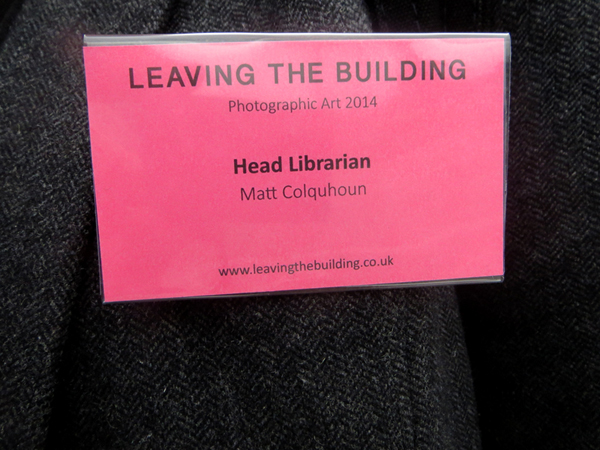 LEAVING THE BUILDING
Photographic Art 2014
Head Librarian
Matt Colquhoun
www.leavingthebuilding.co.uk